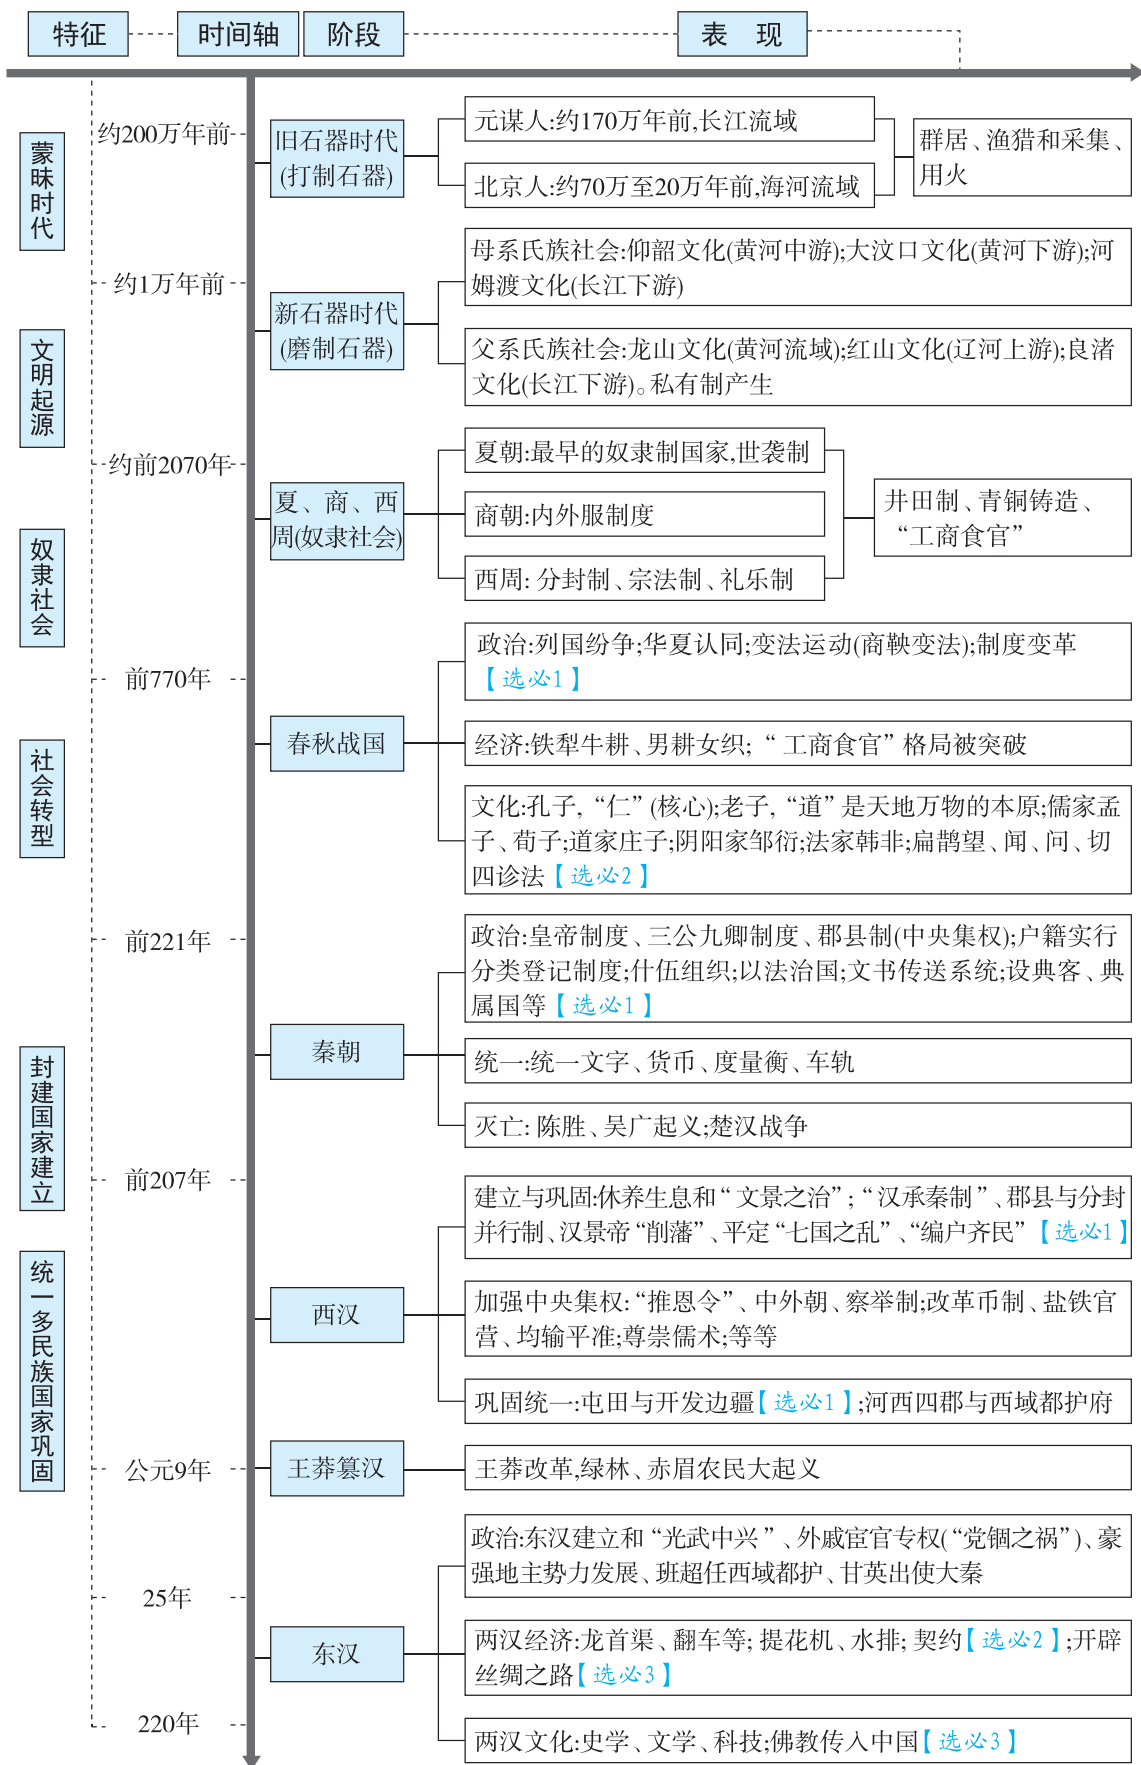 特征
时间轴
阶段
表 现
蒙昧时代
文明起源
奴隶社会
社会转型
封建国家建立
统一多民族国家巩固
约200万年前
旧石器时代
(打制石器)
元谋人:约170万年前,长江流域
北京人:约70万至20万年前,海河流域
群居、渔猎和采集、
用火
约1万年前
新石器时代
(磨制石器)
母系氏族社会:仰韶文化(黄河中游);大汶口文化(黄河下游);河
姆渡文化(长江下游)
父系氏族社会:龙山文化(黄河流域);红山文化(辽河上游);良渚
文化(长江下游)。私有制产生
约前2070年
夏、商、西
周(奴隶社会)
夏朝:最早的奴隶制国家,世袭制
商朝:内外服制度
西周:分封制、宗法制、礼乐制
井田制、青铜铸造、
“工商食官”
前770年
春秋战国
政治:列国纷争;华夏认同;变法运动(商鞅变法);制度变革
【选必1】
经济:铁犁牛耕、男耕女织;“工商食官”格局被突破
文化:孔子,“仁”(核心);老子,“道”是天地万物的本原;儒家孟
子、荀子;道家庄子;阴阳家邹衍;法家韩非;扁鹊望、闻、问、切
四诊法【选必2】
前221年
秦朝
政治:皇帝制度、三公九卿制度、郡县制(中央集权);户籍实行
分类登记制度;什伍组织;以法治国;文书传送系统;设典客、典
属国等【选必1】
统一:统一文字、货币、度量衡、车轨
灭亡:陈胜、吴广起义;楚汉战争
前207年
西汉
建立与巩固:休养生息和“文景之治”;“汉承秦制”、郡县与分封
并行制、汉景帝“削藩”、平定“七国之乱”、“编户齐民”【选必1】
加强中央集权:“推恩令”、中外朝、察举制;改革币制、盐铁官
营、均输平准;尊崇儒术;等等
巩固统一:屯田与开发边疆【选必1】;河西四郡与西域都护府
公元9年
王莽篡汉
王莽改革,绿林、赤眉农民大起义
25年
东汉
政治:东汉建立和“光武中兴”、外戚宦官专权(“党锢之祸”)、豪
强地主势力发展、班超任西域都护、甘英出使大秦
两汉经济:龙首渠、翻车等;提花机、水排;契约【选必2】;开辟
丝绸之路【选必3】
两汉文化:史学、文学、科技;佛教传入中国【选必3】
220年